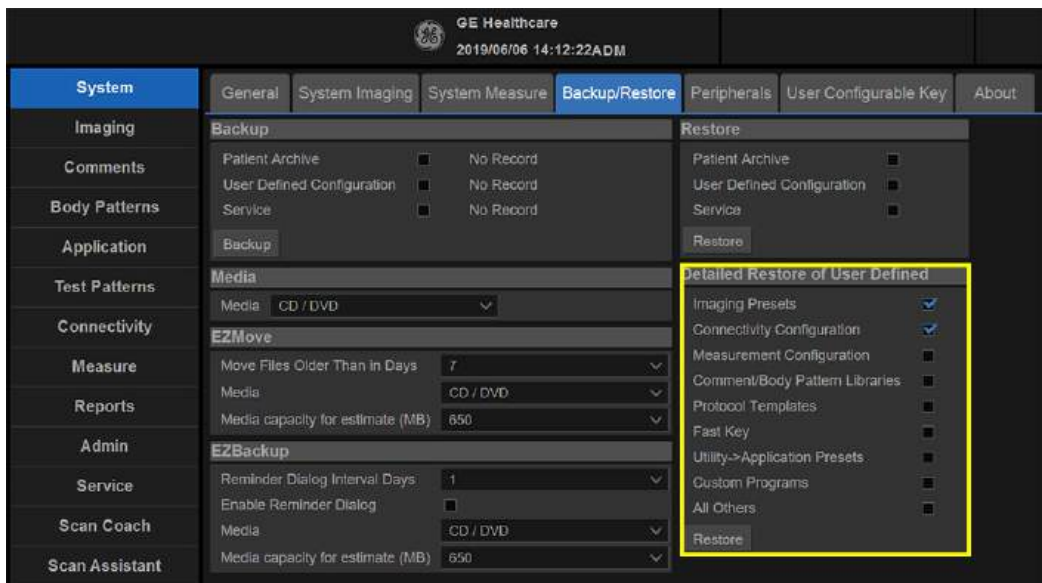 GE Healthcare
2019/06/06 14:12:22ADM
System
Imaging
Comments
Body Patterns
Application
Test Patterns
Connectivity
Measure
Reports
Admin
Service
Scan Coach
Scan Assistant
General System Imaging System Measure Backup/Restore Peripherals User Configurable Key About
Backup
Patient Archive No Record
User Defined Configuration No Record
Service No Record
Backup
Media
Media CD / DVD
EZMove
Move Files Older Than in Days 7
Media CD / DVD
Media capacity for estimate (MB) 650
EZBackup
Reminder Dialog Interval Days 1
Enable Reminder Dialog
Media CD / DVD
Media capacity for estimate (MB) 650
Restore
Patient Archive
User Defined Configuration
Service
Restore
Detailed Restore of User Defined
Imaging Presets
Connectivity Configuration
Measurement Configuration
Comment/Body Pattern Libraries
Protocol Templates
Fast Key
Utility->Application Presets
Custom Programs
All Others
Restore